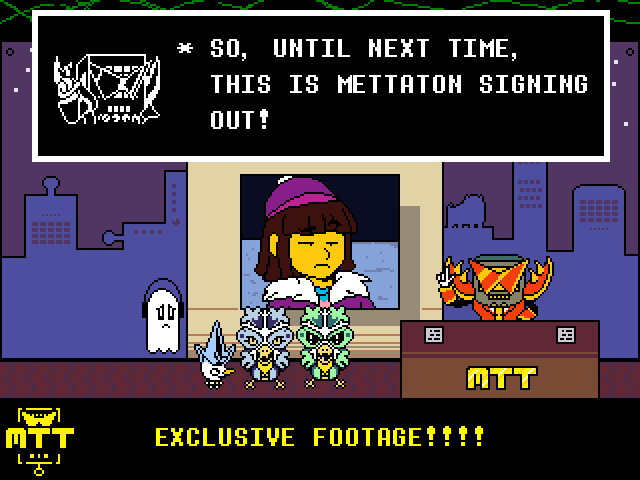 * SO, UNTIL NEXT TIME,
THIS IS METTATON SIGNING
OUT!
MTT
MTT
EXCLUSIVE FOOTAGE!!!!